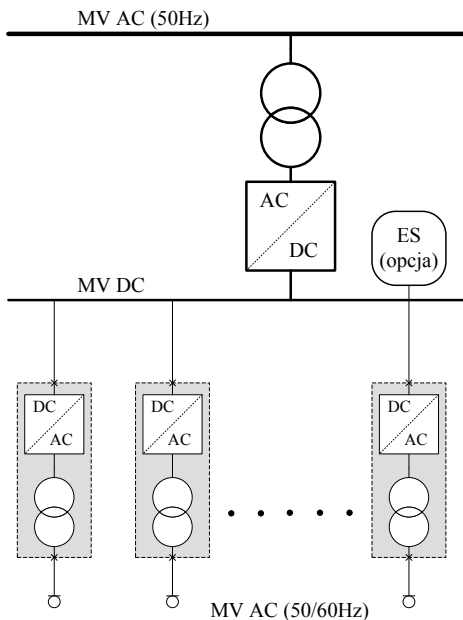 MV AC (50Hz)
AC
DC
ES
(opcja)
MV DC
DC
AC
DC
AC
DC
AC
MV AC (50/60Hz)